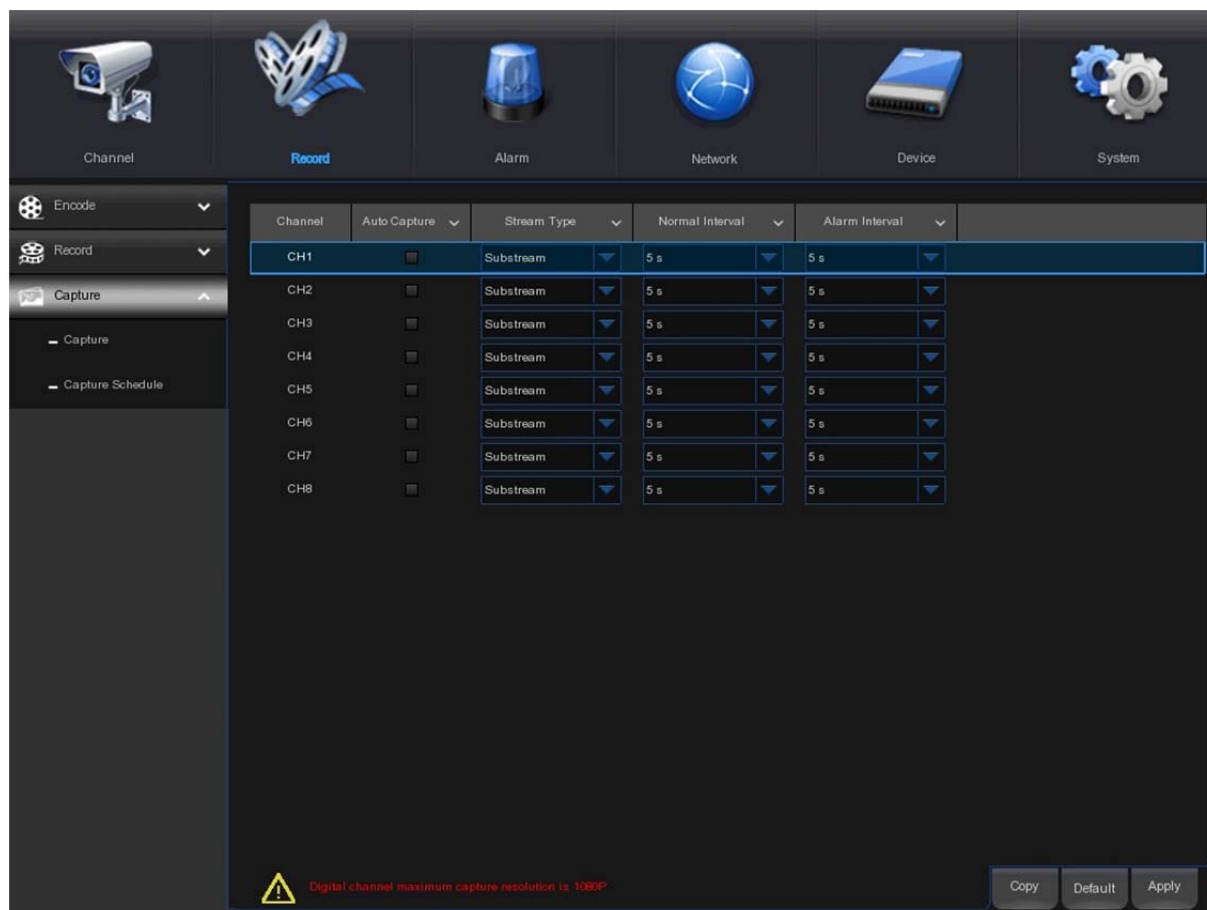 Channel Record Alarm Network Device System
Encode
Record
Capture
Capture
Capture Schedule
Channel Auto Capture Stream Type Normal Interval Alarm Interval
CH1 Substream 5 s 5 s
CH2 Substream 5 s 5 s
CH3 Substream 5 s 5 s
CH4 Substream 5 s 5 s
CH5 Substream 5 s 5 s
CH6 Substream 5 s 5 s
CH7 Substream 5 s 5 s
CH8 Substream 5 s 5 s
Digital channel maximum capture resolution is 1080P
Copy Default Apply